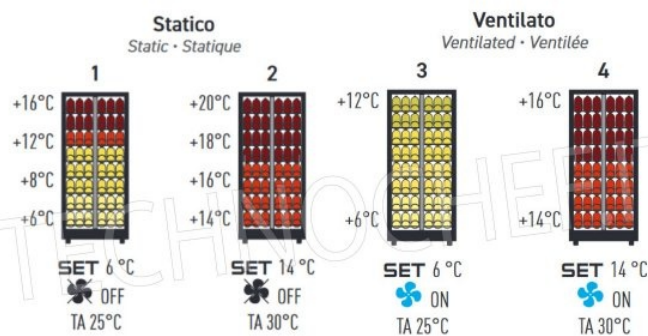 Statico
Static · Statique
Ventilato
Ventilated · Ventilée
1
+16°C
+12°C
+8°C
+6°C
SET 6 °C
OFF
TA 25°C
2
+20°C
+18°C
+16°C
+14°C
SET 14 °C
OFF
TA 30°C
3
+12°C
+6°C
SET 6 °C
ON
TA 25°C
4
+16°C
+14°C
SET 14 °C
ON
TA 30°C
TECHNOCHEF